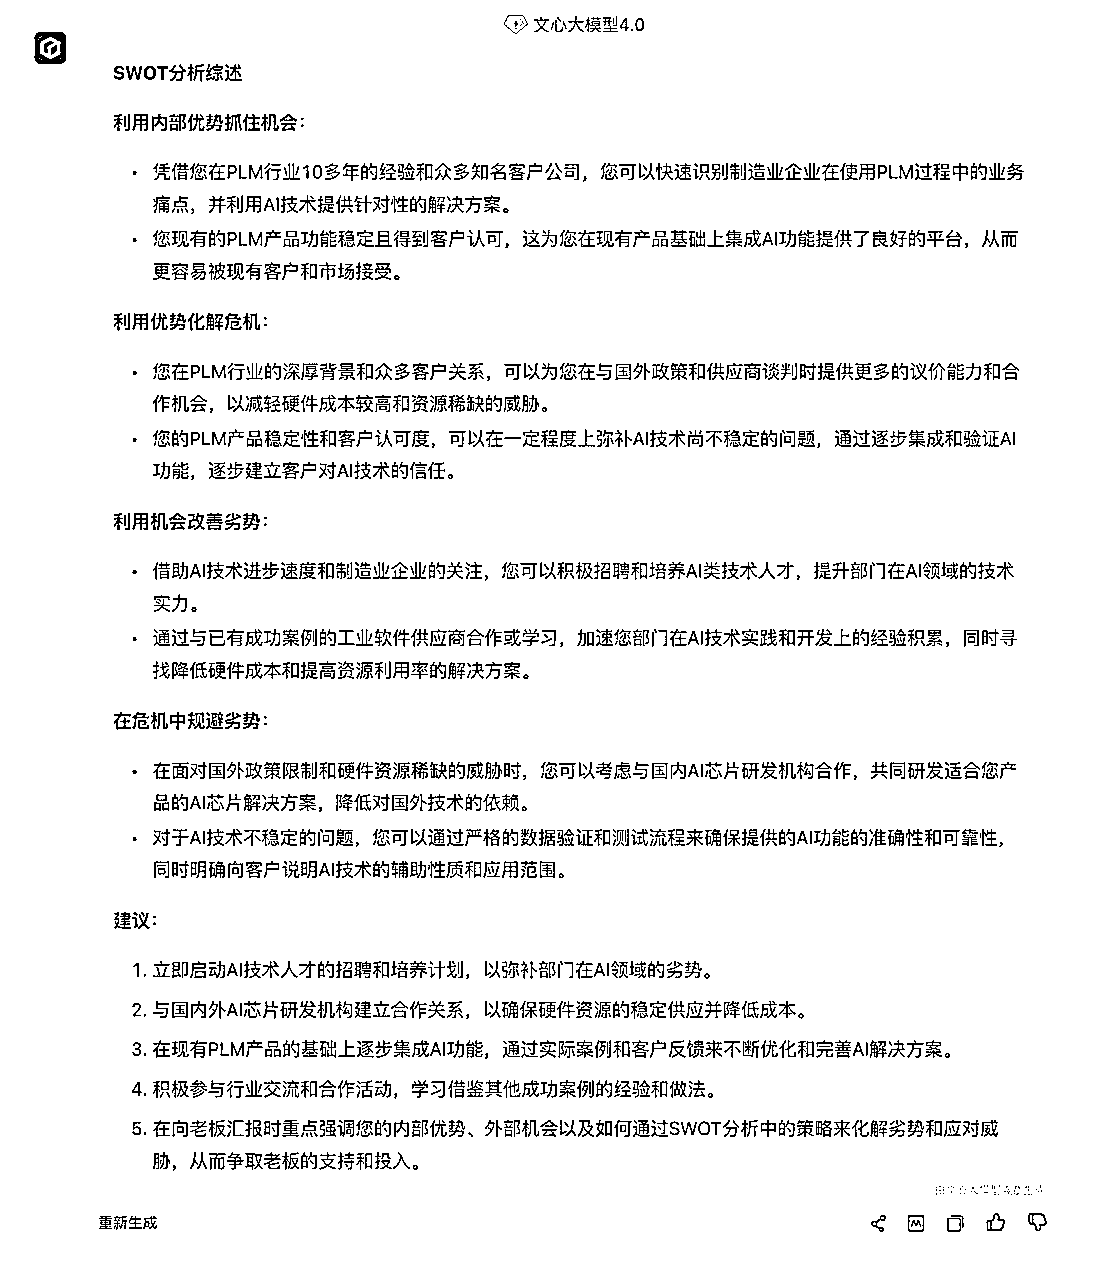 文心大模型4.0
SWOT分析综述
利用内部优势抓住机会：
• 凭借您在PLM行业10多年的经验和众多知名客户公司，您可以快速识别制造业企业在使用PLM过程中的业务
痛点，并利用AI技术提供针对性的解决方案。
• 您现有的PLM产品功能稳定且得到客户认可，这为您在现有产品基础上集成AI功能提供了良好的平台，从而
更容易被现有客户和市场接受。
利用优势化解危机：
• 您在PLM行业的深厚背景和众多客户关系，可以为您在与国外政策和供应商谈判时提供更多的议价能力和合
作机会，以减轻硬件成本较高和资源稀缺的威胁。
• 您的PLM产品稳定性和客户认可度，可以在一定程度上弥补AI技术尚不稳定的问题，通过逐步集成和验证AI
功能，逐步建立客户对AI技术的信任。
利用机会改善劣势：
• 借助AI技术进步速度和制造业企业的关注，您可以积极招聘和培养AI类技术人才，提升部门在AI领域的技术
实力。
• 通过与已有成功案例的工业软件供应商合作或学习，加速您部门在AI技术实践和开发上的经验积累，同时寻
找降低硬件成本和提高资源利用率的解决方案。
在危机中规避劣势：
• 在面对国外政策限制和硬件资源稀缺的威胁时，您可以考虑与国内AI芯片研发机构合作，共同研发适合您产
品的AI芯片解决方案，降低对国外技术的依赖。
• 对于AI技术不稳定的问题，您可以通过严格的数据验证和测试流程来确保提供的AI功能的准确性和可靠性，
同时明确向客户说明AI技术的辅助性质和应用范围。
建议：
1. 立即启动AI技术人才的招聘和培养计划，以弥补部门在AI领域的劣势。
2. 与国内外AI芯片研发机构建立合作关系，以确保硬件资源的稳定供应并降低成本。
3. 在现有PLM产品的基础上逐步集成AI功能，通过实际案例和客户反馈来不断优化和完善AI解决方案。
4. 积极参与行业交流和合作活动，学习借鉴其他成功案例的经验和做法。
5. 在向老板汇报时重点强调您的内部优势、外部机会以及如何通过SWOT分析中的策略来化解劣势和应对威
胁，从而争取老板的支持和投入。
重新生成